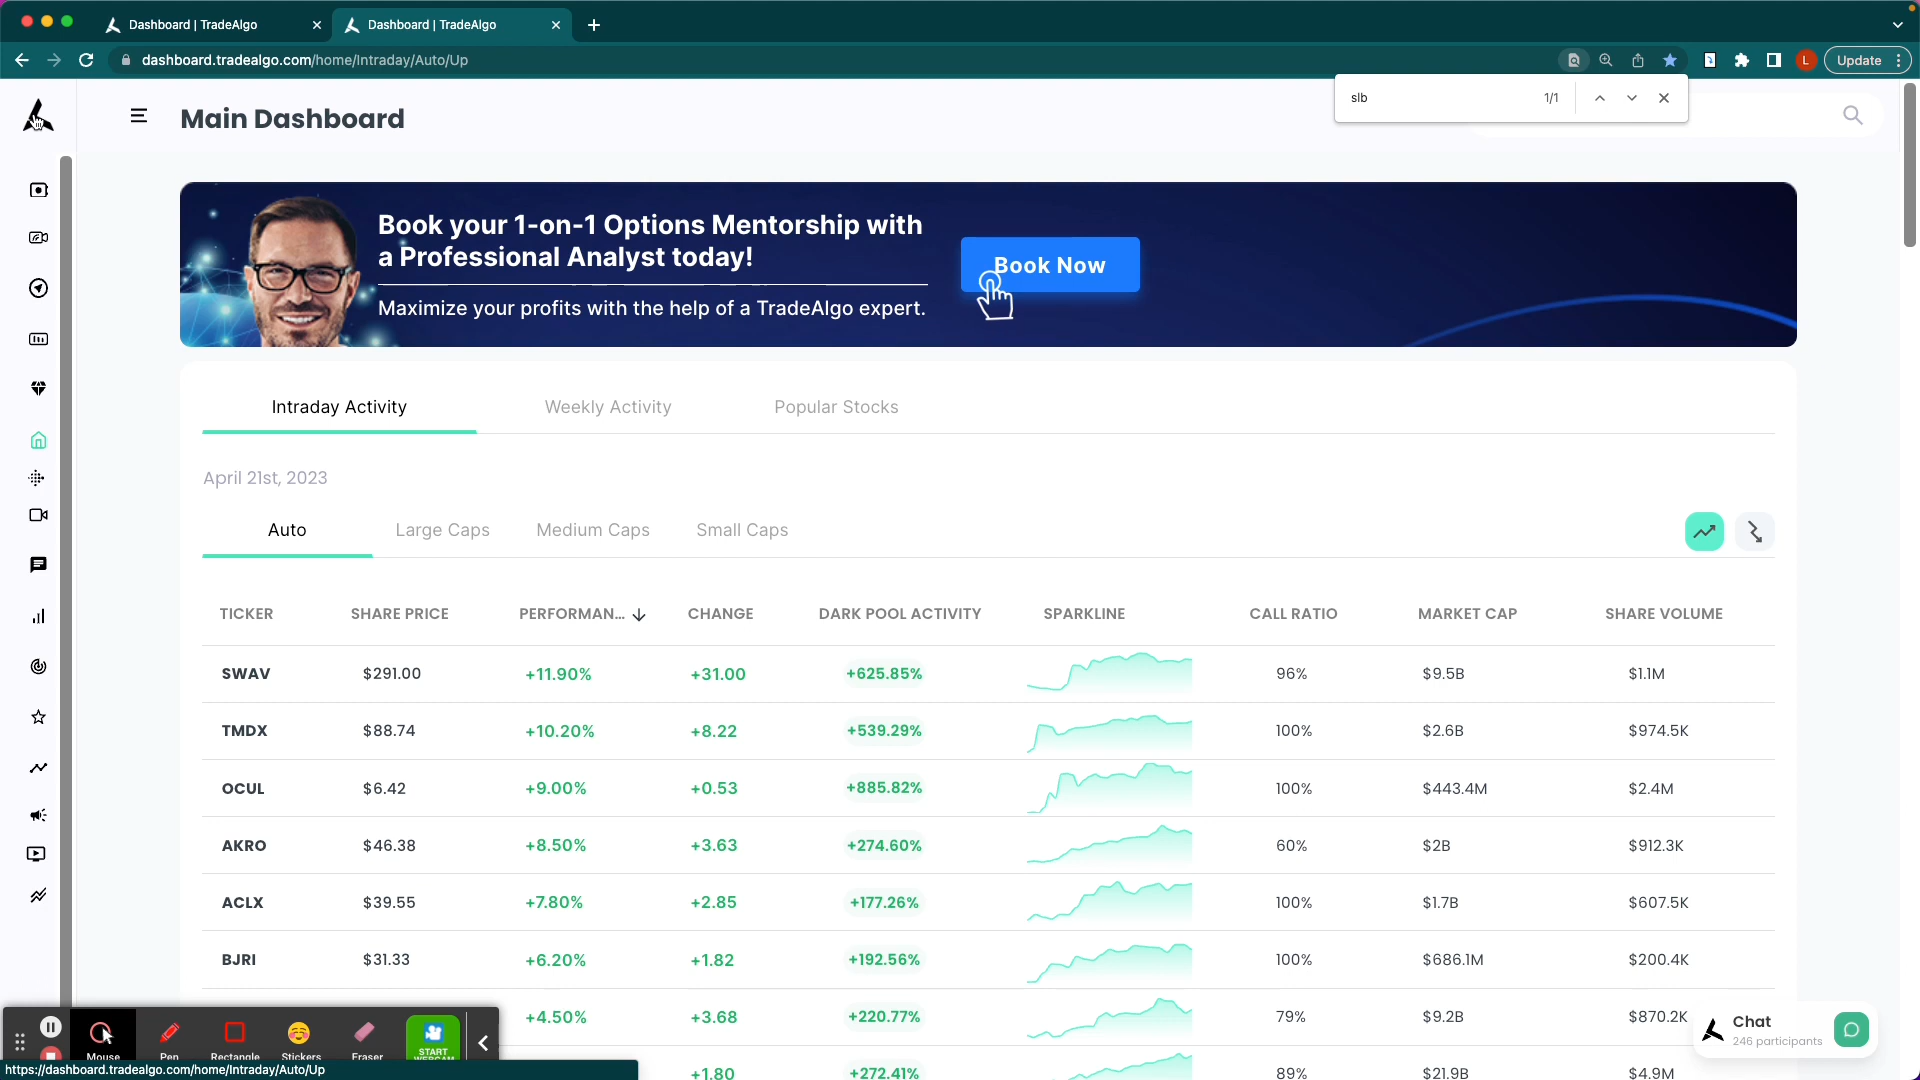 Dashboard | TradeAlgo
Dashboard | TradeAlgo
dashboard.tradealgo.com/home/Intraday/Auto/Up
L
Update
slb
1/1
Main Dashboard
Book your 1-on-1 Options Mentorship with
a Professional Analyst today!
Maximize your profits with the help of a TradeAlgo expert.
Book Now
Intraday Activity
Weekly Activity
Popular Stocks
April 21st, 2023
Auto
Large Caps
Medium Caps
Small Caps
TICKER SHARE PRICE PERFORMAN... CHANGE DARK POOL ACTIVITY SPARKLINE CALL RATIO MARKET CAP SHARE VOLUME
SWAV $291.00 +11.90% +31.00 +625.85% 96% $9.5B $1.1M
TMDX $88.74 +10.20% +8.22 +539.29% 100% $2.6B $974.5K
OCUL $6.42 +9.00% +0.53 +885.82% 100% $443.4M $2.4M
AKRO $46.38 +8.50% +3.63 +274.60% 60% $2B $912.3K
ACLX $39.55 +7.80% +2.85 +177.26% 100% $1.7B $607.5K
BJRI $31.33 +6.20% +1.82 +192.56% 100% $686.1M $200.4K
+4.50% +3.68 +220.77% 79% $9.2B $870.2K
+1.80 +272.41% 89% $21.9B $4.9M
Chat
246 participants
Mouse
Pen
Rectangle
Stickers
Eraser
START
WEBCAM
https://dashboard.tradealgo.com/home/Intraday/Auto/Up